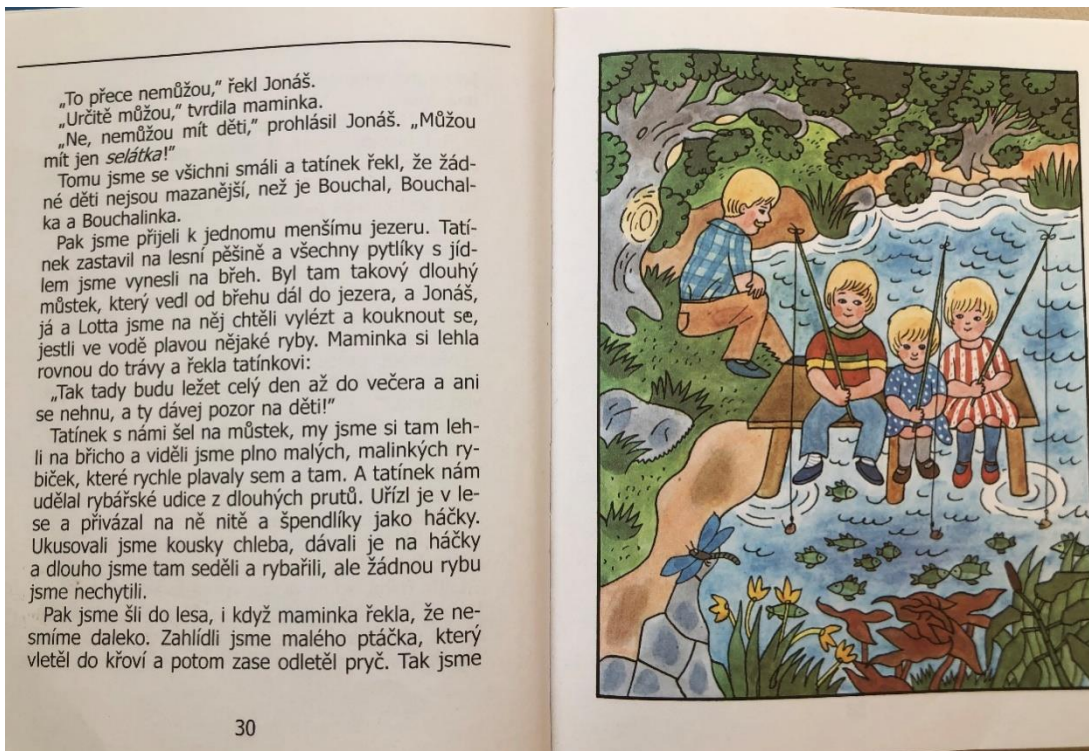 „To přece nemůžou,“ řekl Jonáš.
„Určitě můžou,“ tvrdila maminka.
„Ne, nemůžou mít děti,“ prohlásil Jonáš. „Můžou
mít jen selátka!“
Tomu jsme se všichni smáli a tatínek řekl, že žád-
né děti nejsou mazanější, než je Bouchal, Bouchal-
ka a Bouchalinka.
Pak jsme přijeli k jednomu menšímu jezeru. Tatí-
nek zastavil na lesní pěšině a všechny pytlíky s jíd-
lem jsme vynesli na břeh. Byl tam takový dlouhý
můstek, který vedl od břehu dál do jezera, a Jonáš,
já a Lotta jsme na něj chtěli vylézt a kouknout se,
jestli ve vodě plavou nějaké ryby. Maminka si lehla
rovnou do trávy a řekla tatínkovi:
„Tak tady budu ležet celý den až do večera a ani
se nehnu, a ty dávej pozor na děti!“
Tatínek s námi šel na můstek, my jsme si tam leh-
li na břicho a viděli jsme plno malých, malinkých ry-
biček, které rychle plavaly sem a tam. A tatínek nám
udělal rybářské udice z dlouhých prutů. Uřízl je v le-
se a přivázal na ně nitě a špendlíky jako háčky.
Ukusovali jsme kousky chleba, dávali je na háčky
a dlouho jsme tam seděli a rybařili, ale žádnou rybu
jsme nechytili.
Pak jsme šli do lesa, i když maminka řekla, že ne-
smíme daleko. Zahlídli jsme malého ptáčka, který
vletěl do křoví a potom zase odletěl pryč. Tak jsme
30